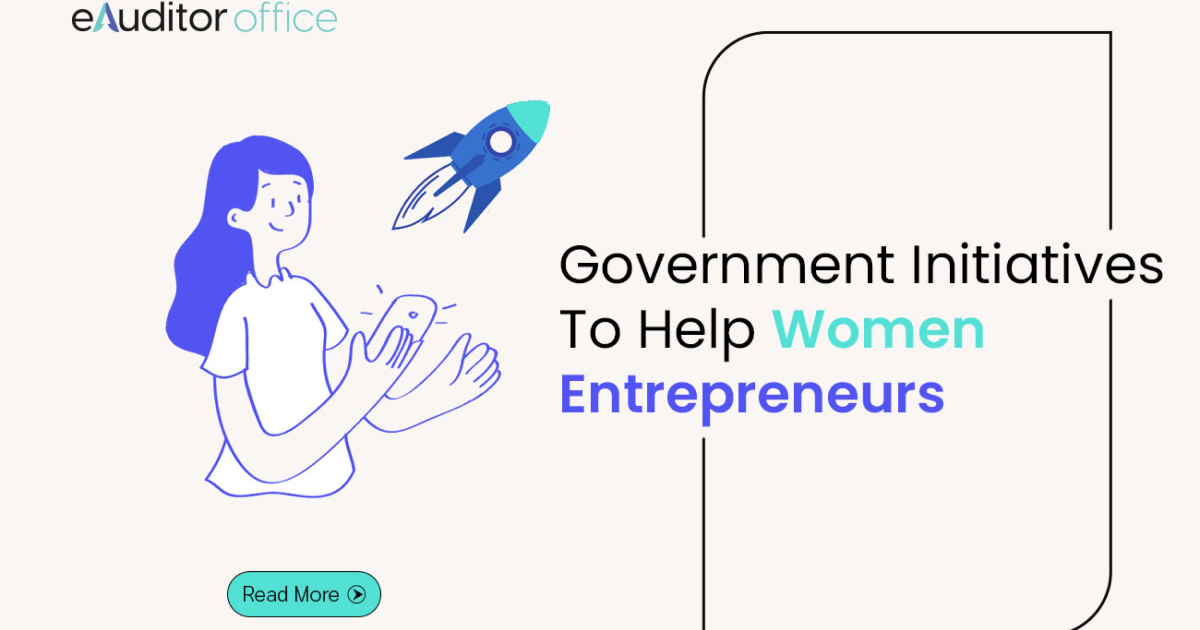 eAuditor office
Government Initiatives
To Help Women
Entrepreneurs
Read More